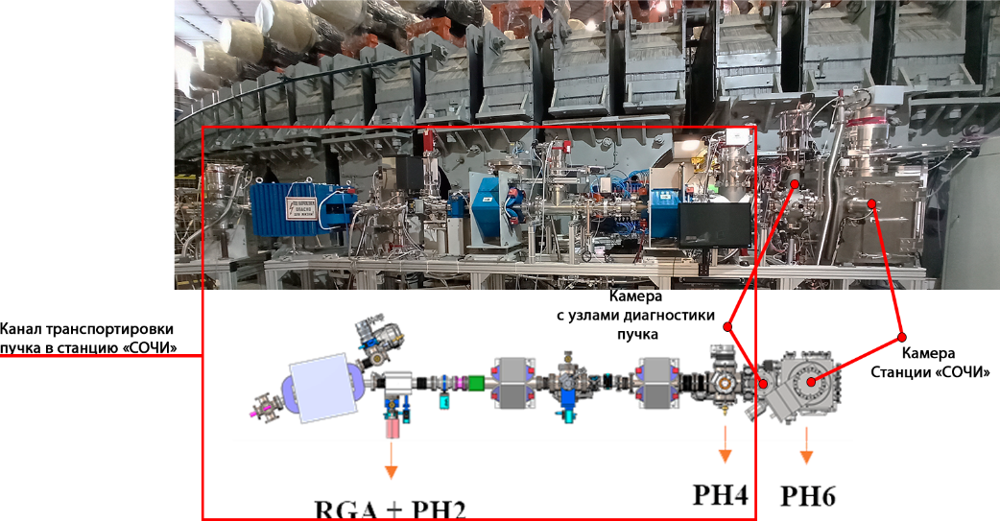 Канал транспортировки
пучка в станцию «СОЧИ»
Камера
с узлами диагностики
пучка
Камера
Станции «СОЧИ»
RGA + PH2
PH4
PH6